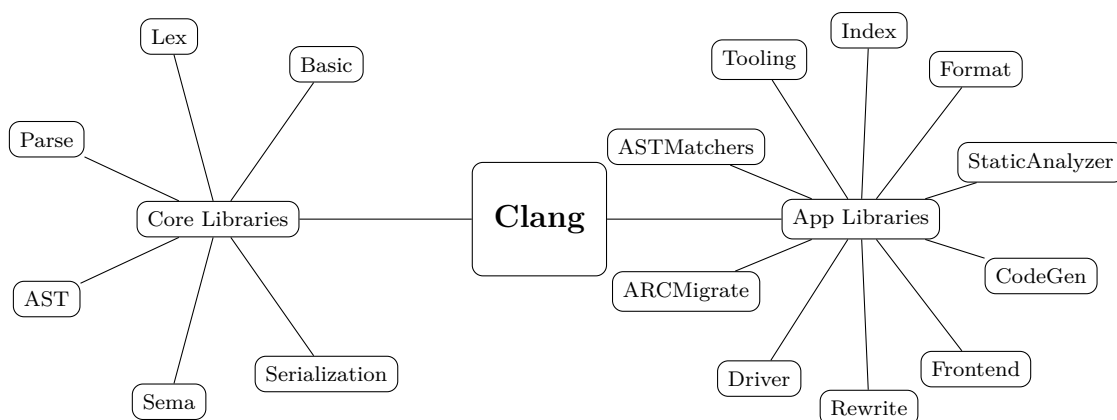 Lex
Basic
Parse
Core Libraries
AST
Serialization
Sema
Clang
Index
Tooling
Format
ASTMatchers
StaticAnalyzer
App Libraries
CodeGen
ARCMigrate
Frontend
Driver
Rewrite